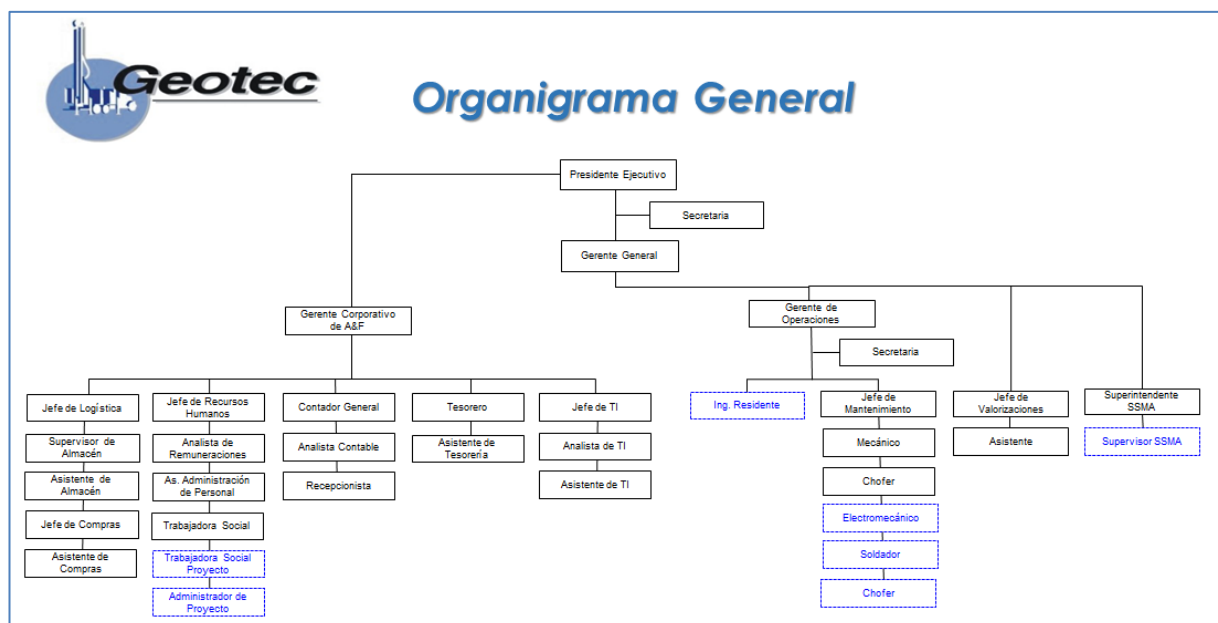 Geotec
Organigrama General
Presidente Ejecutivo
Secretaria
Gerente General
Gerente Corporativo
de A&F
Gerente de
Operaciones
Secretaria
Jefe de Logística
Supervisor de
Almacén
Asistente de
Almacén
Jefe de Compras
Asistente de
Compras
Jefe de Recursos
Humanos
Analista de
Remuneraciones
As. Administración
de Personal
Trabajadora Social
Trabajadora Social
Proyecto
Administrador de
Proyecto
Contador General
Analista Contable
Recepcionista
Tesorero
Asistente de
Tesorería
Jefe de TI
Analista de TI
Asistente de TI
Ing. Residente
Jefe de
Mantenimiento
Mecánico
Chofer
Electromecánico
Soldador
Chofer
Jefe de
Valorizaciones
Asistente
Superintendente
SSMA
Supervisor SSMA